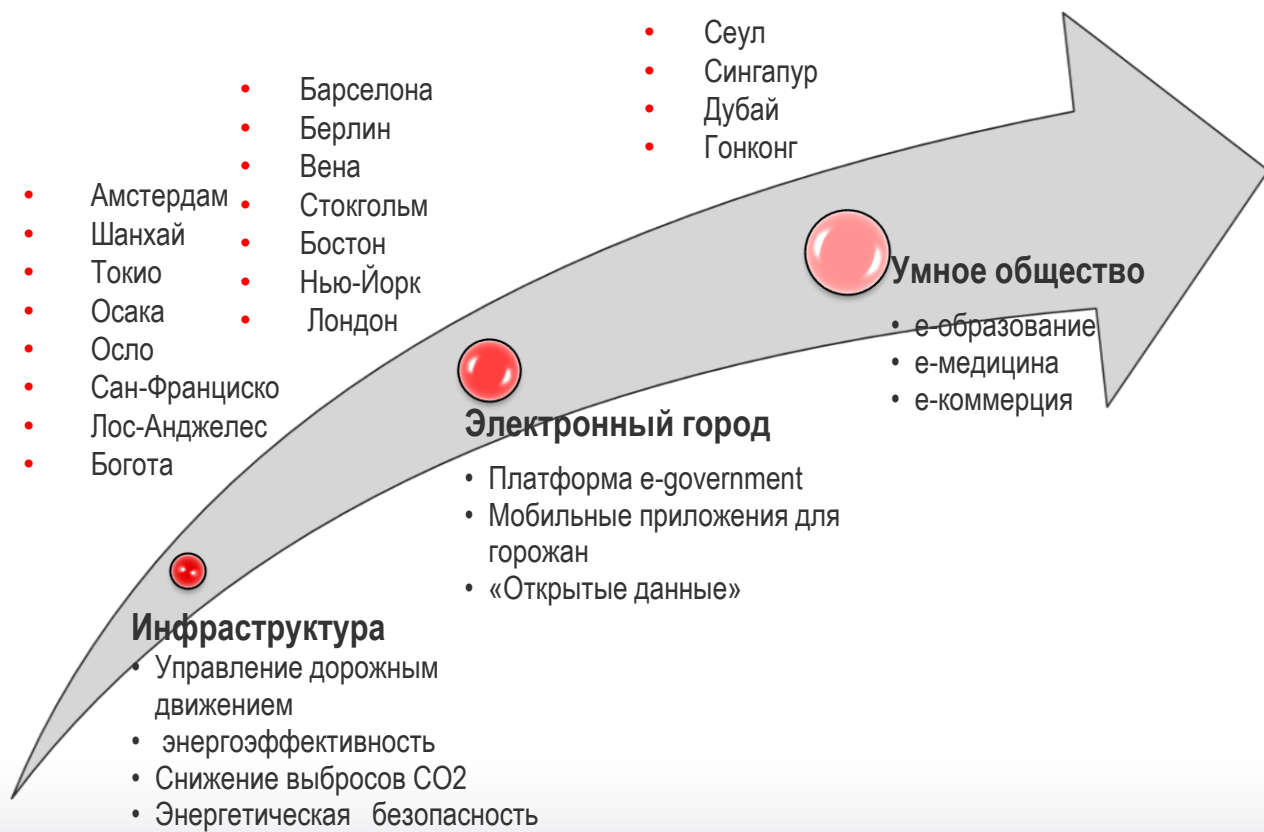 • Сеул
• Сингапур
• Дубай
• Гонконг
• Барселона
• Берлин
• Вена
• Стокгольм
• Бостон
• Нью-Йорк
• Лондон
• Амстердам
• Шанхай
• Токио
• Осака
• Осло
• Сан-Франциско
• Лос-Анджелес
• Богота
Умное общество
• е-образование
• е-медицина
• е-коммерция
Электронный город
• Платформа e-government
• Мобильные приложения для
горожан
• «Открытые данные»
Инфраструктура
• Управление дорожным
движением
• энергоэффективность
• Снижение выбросов СО2
• Энергетическая безопасность